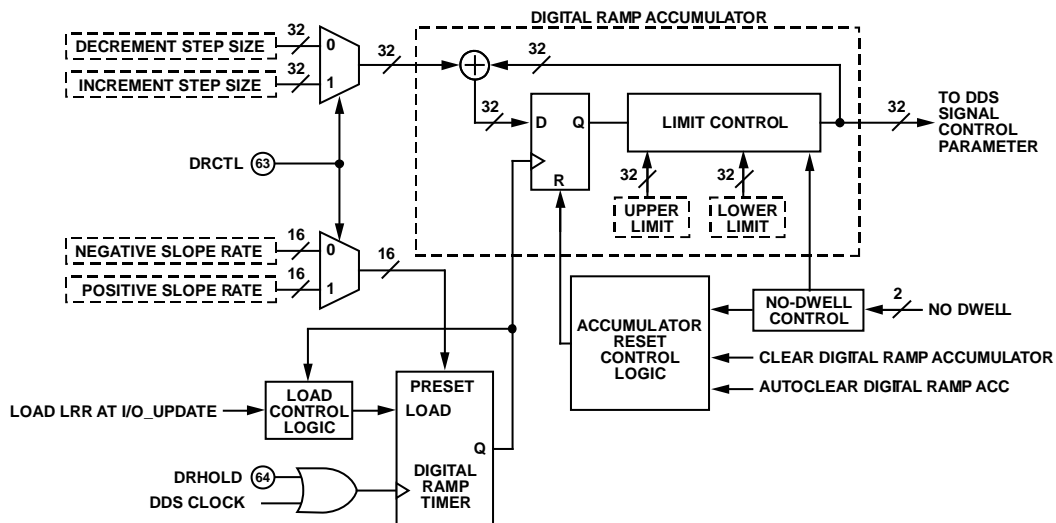 DIGITAL RAMP ACCUMULATOR
DECREMENT STEP SIZE
32
0
INCREMENT STEP SIZE
32
1
32
32
32
D
Q
R
LIMIT CONTROL
32
UPPER
LIMIT
32
LOWER
LIMIT
32
TO DDS
SIGNAL
CONTROL
PARAMETER
DRCTL
63
NEGATIVE SLOPE RATE
16
0
POSITIVE SLOPE RATE
16
1
16
ACCUMULATOR
RESET
CONTROL
LOGIC
NO-DWELL
CONTROL
2
NO DWELL
CLEAR DIGITAL RAMP ACCUMULATOR
AUTOCLEAR DIGITAL RAMP ACC
LOAD LRR AT I/O_UPDATE
LOAD
CONTROL
LOGIC
PRESET
LOAD
Q
DIGITAL
RAMP
TIMER
DRHOLD
64
DDS CLOCK